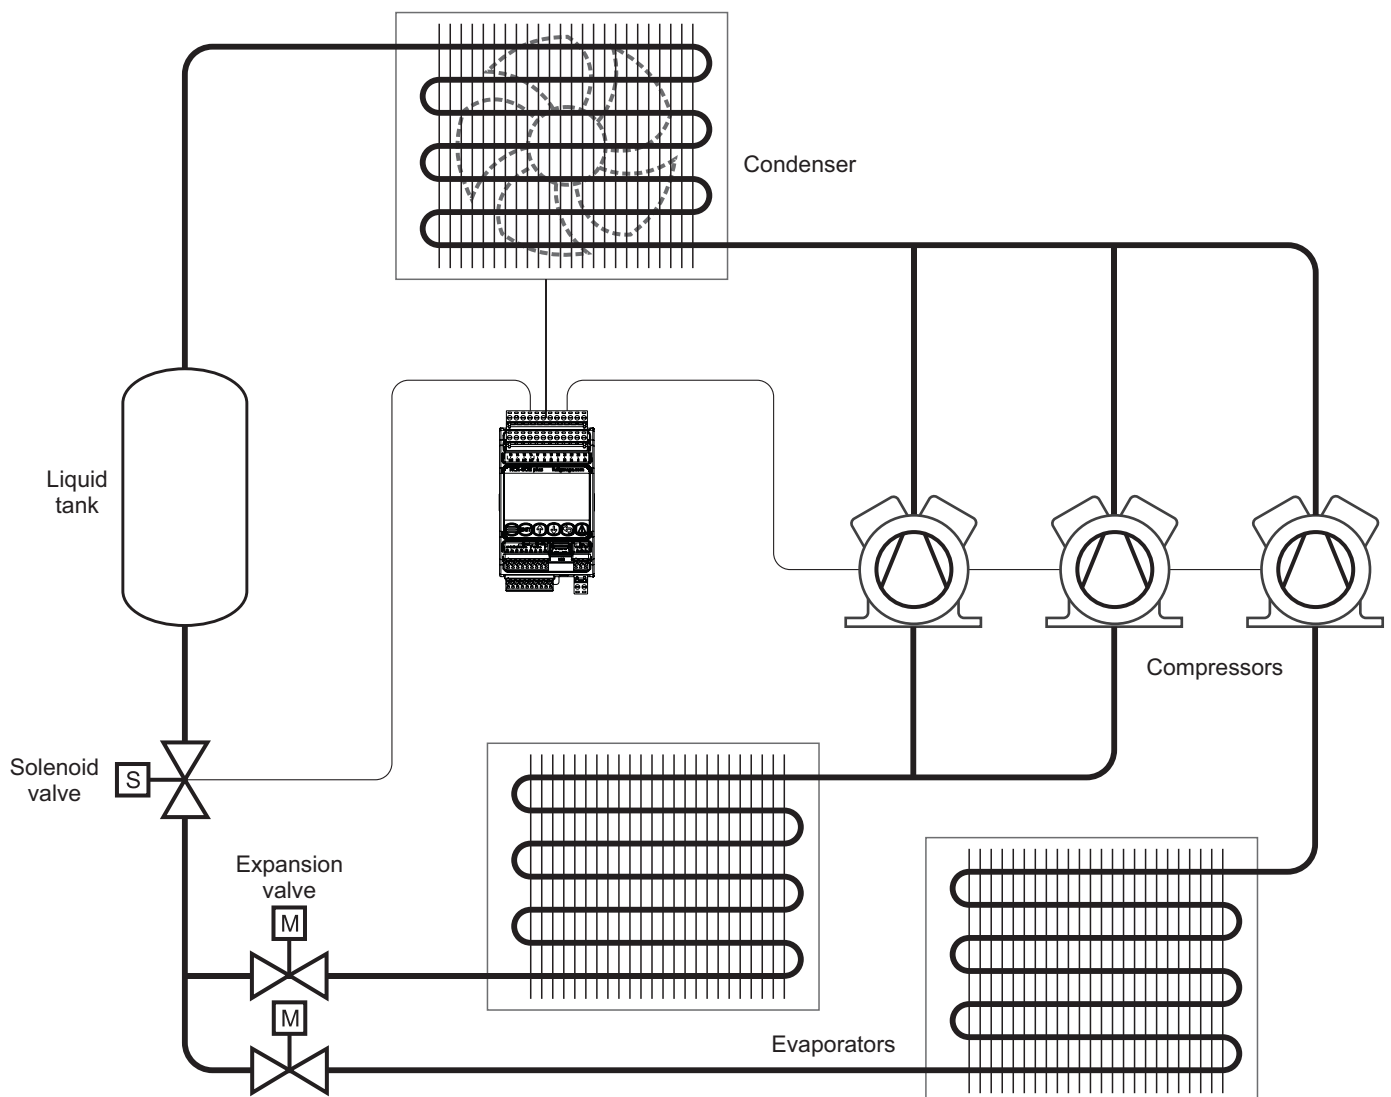 Condenser
Liquid
tank
Compressors
Solenoid
valve
S
Expansion
valve
M
M
Evaporators